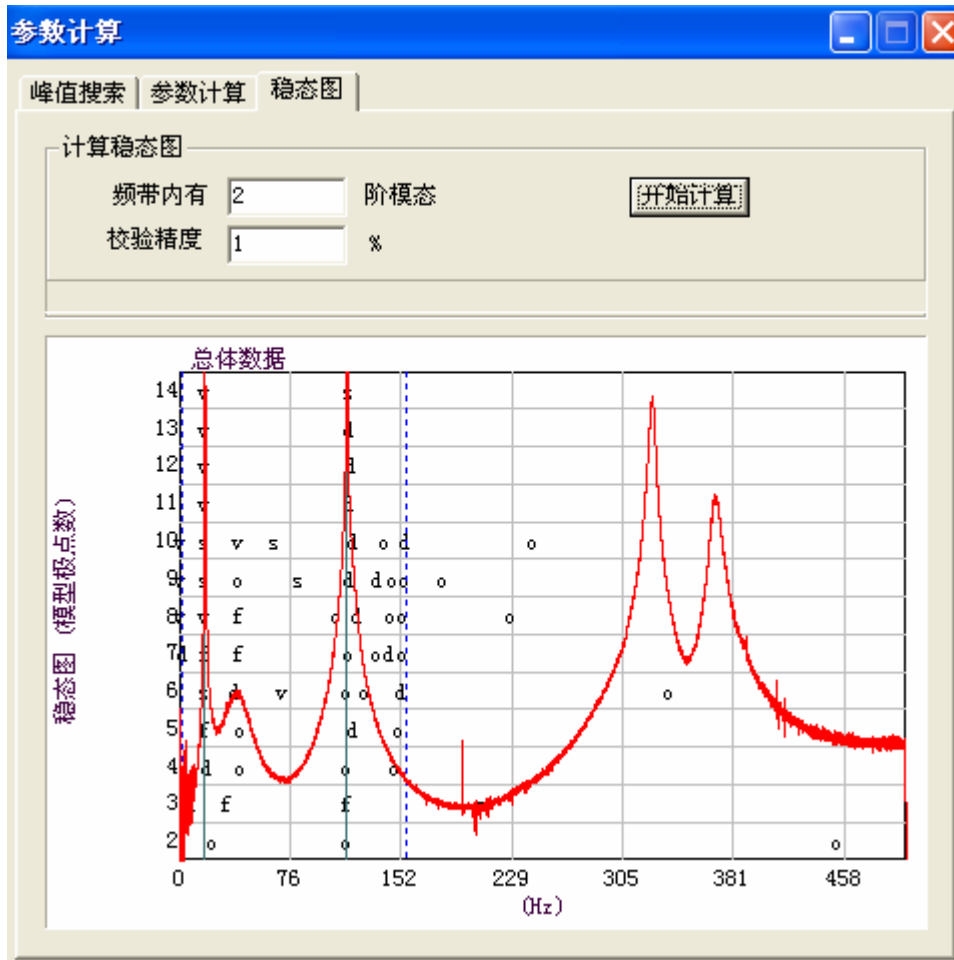 参数计算
峰值搜索 参数计算 稳态图
计算稳态图
频带内有 2 阶模态 开始计算
校验精度 1 %
总体数据
稳态图 (模型极点数)
14 v s
13 v d
12 v d
11 v
10 v s v s d o d o
9 s o s d d o o
8 v f d o o o
7 d f f o o d o
6 s d v o o d o
5 f o d o
4 d o o o
3 f f
2 o o o
0 76 152 229 305 381 458
(Hz)